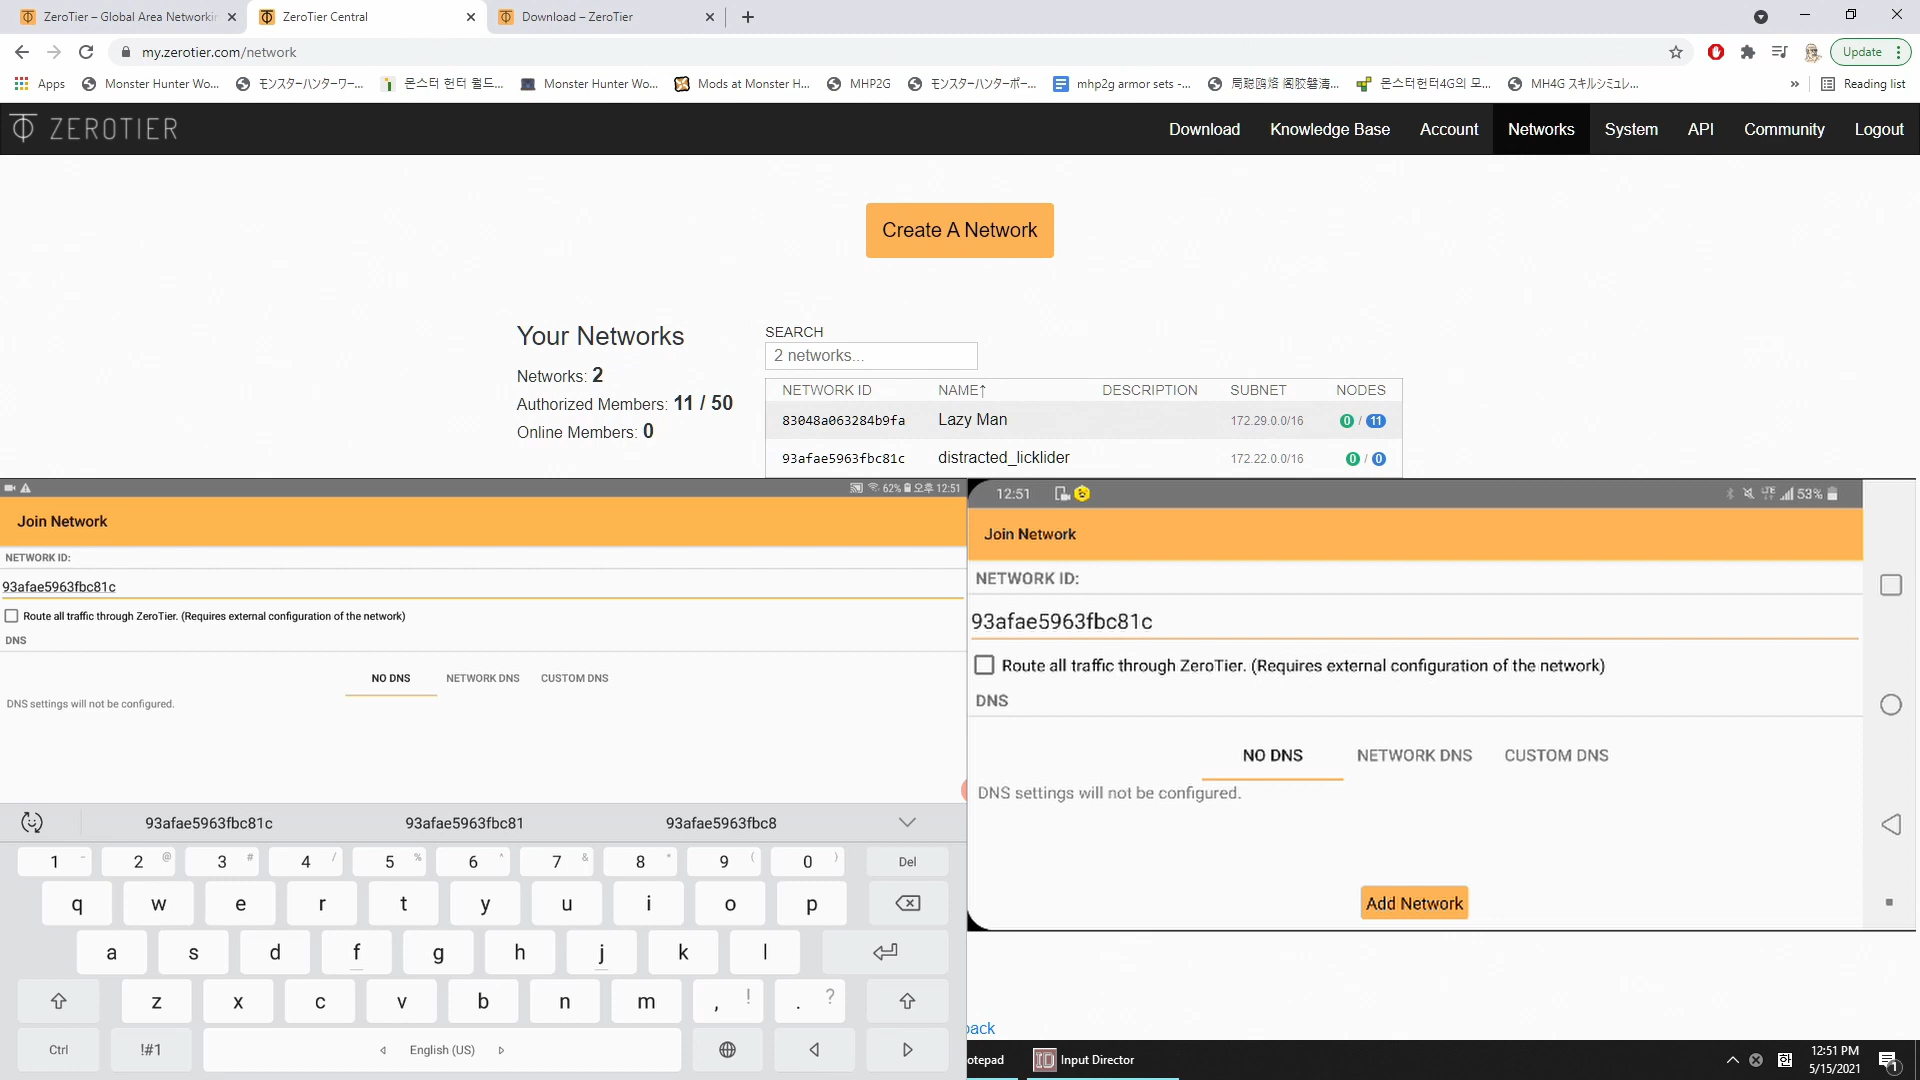 ZeroTier – Global Area Networkin
ZeroTier Central
Download – ZeroTier
my.zerotier.com/network
Update
Apps
Monster Hunter Wo...
モンスターハンターワー...
몬스터 헌터 월드...
Monster Hunter Wo...
Mods at Monster H...
MHP2G
モンスターハンターポー...
mhp2g armor sets -...
몬스터헌터4G의 모...
MH4G スキルシミュレ...
»
Reading list
ZEROTIER
Download
Knowledge Base
Account
Networks
System
API
Community
Logout
Create A Network
Your Networks
Networks: 2
Authorized Members: 11 / 50
Online Members: 0
SEARCH
2 networks...
NETWORK ID NAME↑ DESCRIPTION SUBNET NODES
83048a063284b9fa Lazy Man 172.29.0.0/16 0 / 11
93afae5963fbc81c distracted_licklider 172.22.0.0/16 0 / 0
62% 오후 12:51
Join Network
NETWORK ID:
93afae5963fbc81c
Route all traffic through ZeroTier. (Requires external configuration of the network)
DNS
NO DNS NETWORK DNS CUSTOM DNS
DNS settings will not be configured.
93afae5963fbc81c 93afae5963fbc81 93afae5963fbc8
1 - 2 @ 3 # 4 / 5 % 6 ^ 7 & 8 * 9 ( 0 ) Del
q w e r t y u i o p
a s d f g h j k l
z x c v b n m , ! . ?
Ctrl !#1 English (US)
12:51 LTE 53%
Join Network
NETWORK ID:
93afae5963fbc81c
Route all traffic through ZeroTier. (Requires external configuration of the network)
DNS
NO DNS NETWORK DNS CUSTOM DNS
DNS settings will not be configured.
Add Network
back
otepad
ID Input Director
한
12:51 PM
5/15/2021
1